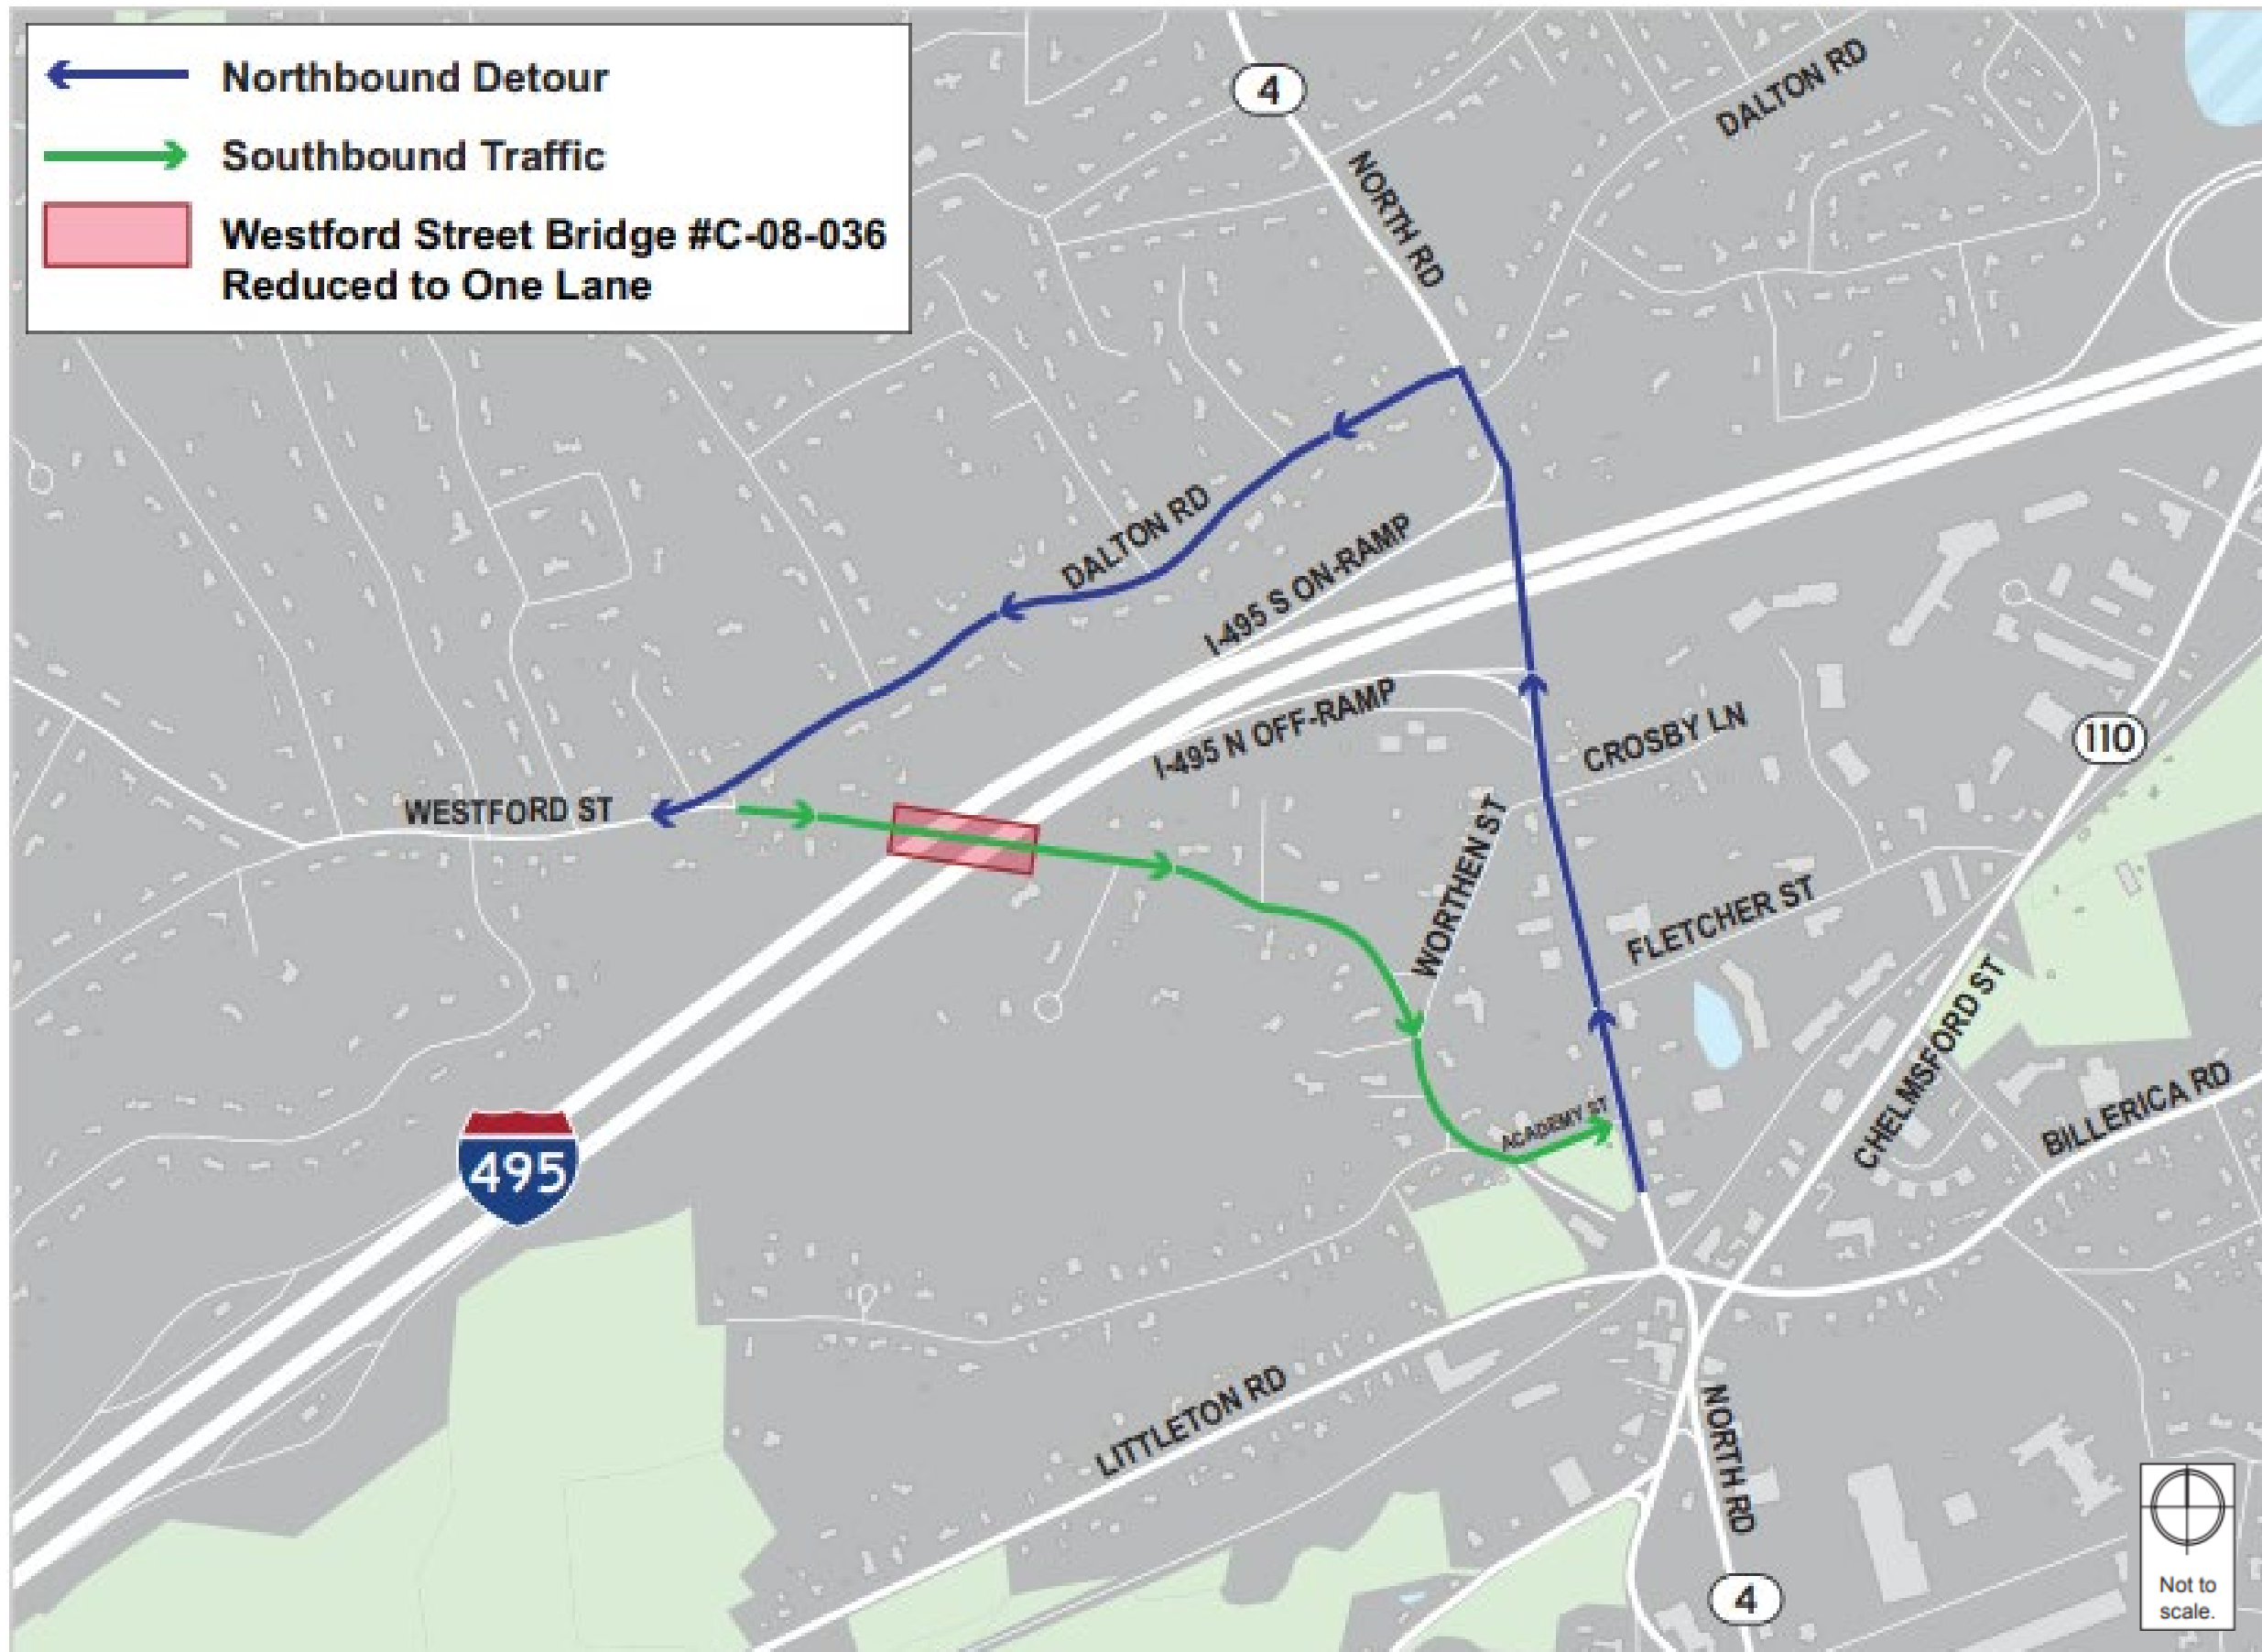 Northbound Detour
Southbound Traffic
Westford Street Bridge #C-08-036
Reduced to One Lane
4
DALTON RD
NORTH RD
DALTON RD
I-495 S ON-RAMP
I-495 N OFF-RAMP
CROSBY LN
110
WESTFORD ST
WORTHEN ST
FLETCHER ST
CHELMSFORD ST
ACADEMY ST
BILLERICA RD
495
LITTLETON RD
NORTH RD
4
Not to
scale.